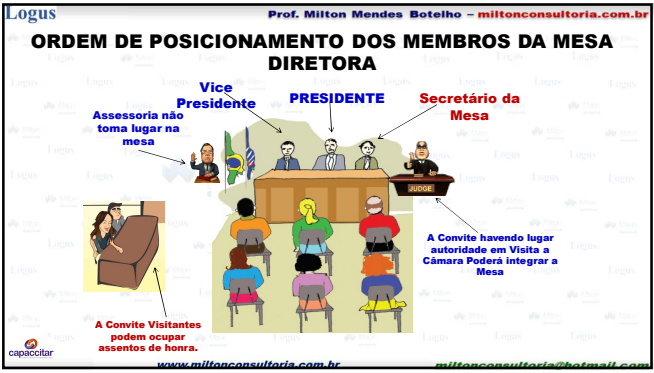 Logus
Prof. Milton Mendes Botelho – miltonconsultoria.com.br
ORDEM DE POSICIONAMENTO DOS MEMBROS DA MESA
DIRETORA
Vice
Presidente
PRESIDENTE
Secretário da
Mesa
Assessoria não
toma lugar na
mesa
JUDGE
A Convite havendo lugar
autoridade em Visita a
Câmara Poderá integrar a
Mesa
A Convite Visitantes
podem ocupar
assentos de honra.
capaccitar
www.miltonconsultoria.com.br
miltonconsultoria@hotmail.com